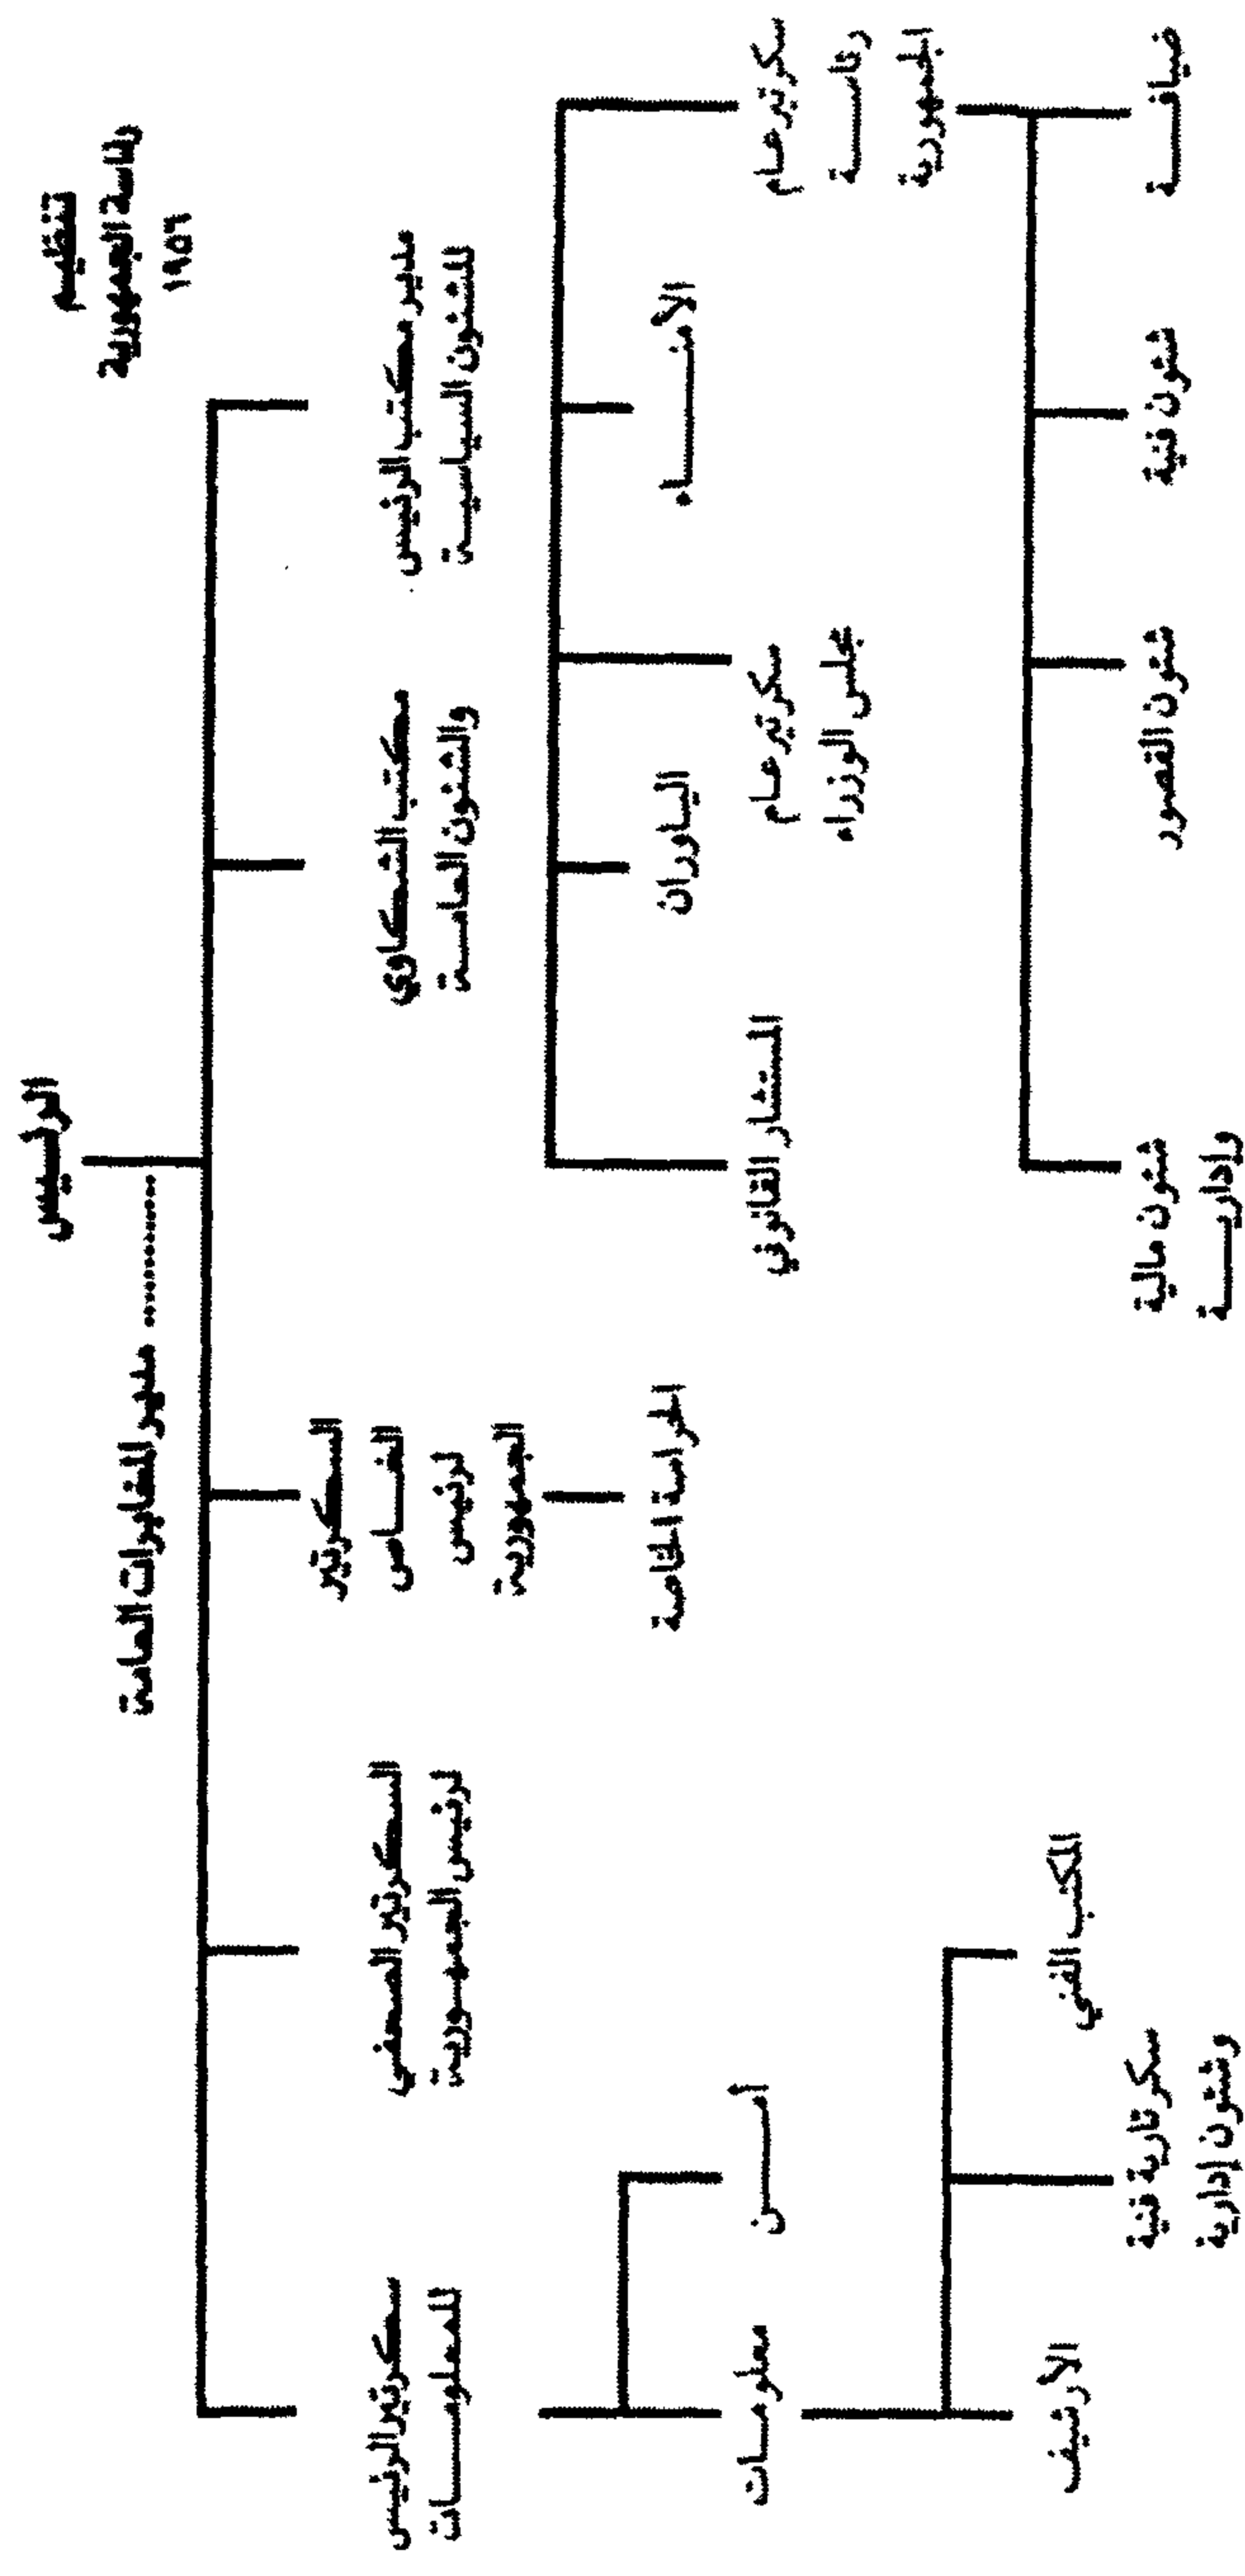 تنظيم
رئاسة الجمهورية
١٩٥٦
الرئيس
مدير المخابرات العامة
مدير مكتب الرئيس
للشئون السياسية
مكتب الشكاوي
والشئون العامة
السكرتير
الخاص
لرئيس
الجمهورية
السكرتير الصحفي
لرئيس الجمهورية
سكرتير الرئيس
للمعلومات
الأمناء
الياوران
الحراسة الخاصة
سكرتير عام
رئاسة
الجمهورية
سكرتير عام
مجلس الوزراء
المستشار القانوني
أمن
معلومات
ضيافة
شئون فنية
شئون القصور
شئون مالية
وإدارية
المكتب الفني
سكرتارية فنية
وشئون إدارية
الأرشيف